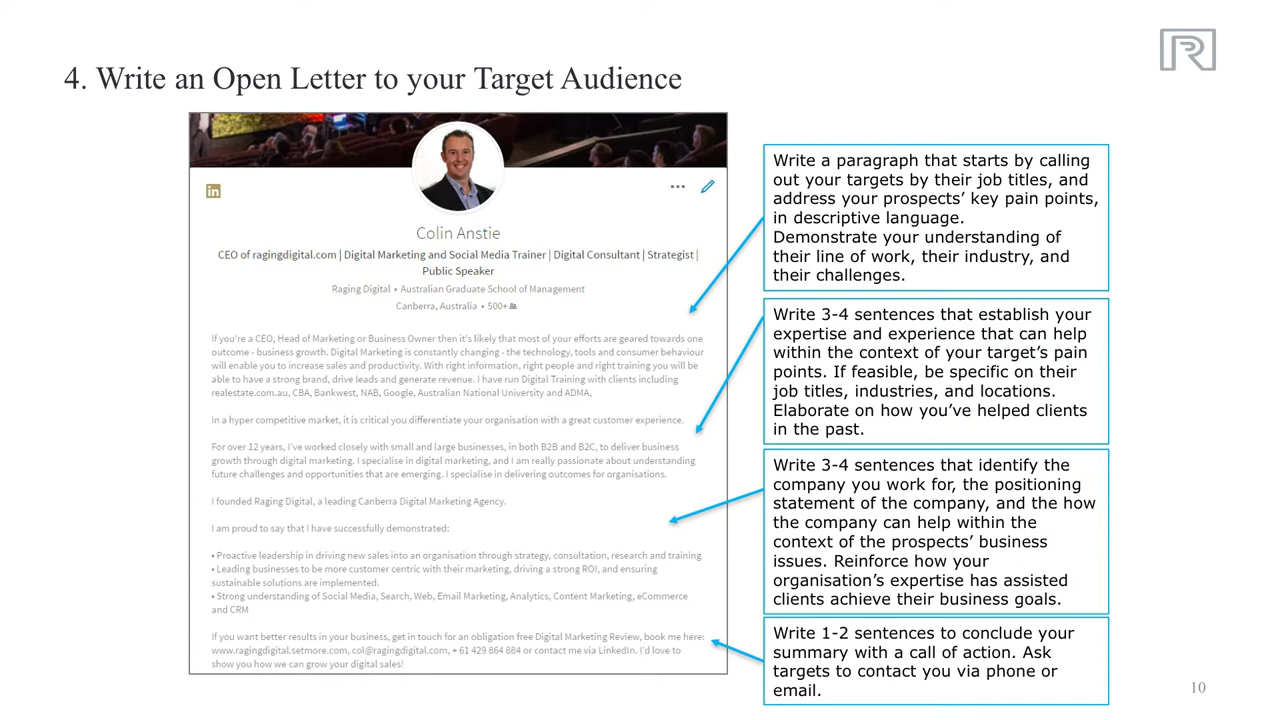 4. Write an Open Letter to your Target Audience
in
Colin Anstie
CEO of ragingdigital.com | Digital Marketing and Social Media Trainer | Digital Consultant | Strategist |
Public Speaker
Raging Digital • Australian Graduate School of Management
Canberra, Australia • 500+
If you're a CEO, Head of Marketing or Business Owner then it's likely that most of your efforts are geared towards one
outcome - business growth. Digital Marketing is constantly changing - the technology, tools and consumer behaviour
will enable you to increase sales and productivity. With right information, right people and right training you will be
able to have a strong brand, drive leads and generate revenue. I have run Digital Training with clients including
realestate.com.au, CBA, Bankwest, NAB, Google, Australian National University and ADMA,
In a hyper competitive market, it is critical you differentiate your organisation with a great customer experience.
For over 12 years, I've worked closely with small and large businesses, in both B2B and B2C, to deliver business
growth through digital marketing. I specialise in digital marketing, and I am really passionate about understanding
future challenges and opportunities that are emerging. I specialise in delivering outcomes for organisations.
I founded Raging Digital, a leading Canberra Digital Marketing Agency.
I am proud to say that I have successfully demonstrated:
• Proactive leadership in driving new sales into an organisation through strategy, consultation, research and training
• Leading businesses to be more customer centric with their marketing, driving a strong ROI, and ensuring
sustainable solutions are implemented.
• Strong understanding of Social Media, Search, Web, Email Marketing, Analytics, Content Marketing, eCommerce
and CRM
If you want better results in your business, get in touch for an obligation free Digital Marketing Review, book me here:
www.ragingdigital.setmore.com, col@ragingdigital.com, + 61 429 864 884 or contact me via LinkedIn. I'd love to
show you how we can grow your digital sales!
Write a paragraph that starts by calling
out your targets by their job titles, and
address your prospects’ key pain points,
in descriptive language.
Demonstrate your understanding of
their line of work, their industry, and
their challenges.
Write 3-4 sentences that establish your
expertise and experience that can help
within the context of your target’s pain
points. If feasible, be specific on their
job titles, industries, and locations.
Elaborate on how you’ve helped clients
in the past.
Write 3-4 sentences that identify the
company you work for, the positioning
statement of the company, and the how
the company can help within the
context of the prospects’ business
issues. Reinforce how your
organisation’s expertise has assisted
clients achieve their business goals.
Write 1-2 sentences to conclude your
summary with a call of action. Ask
targets to contact you via phone or
email.
10